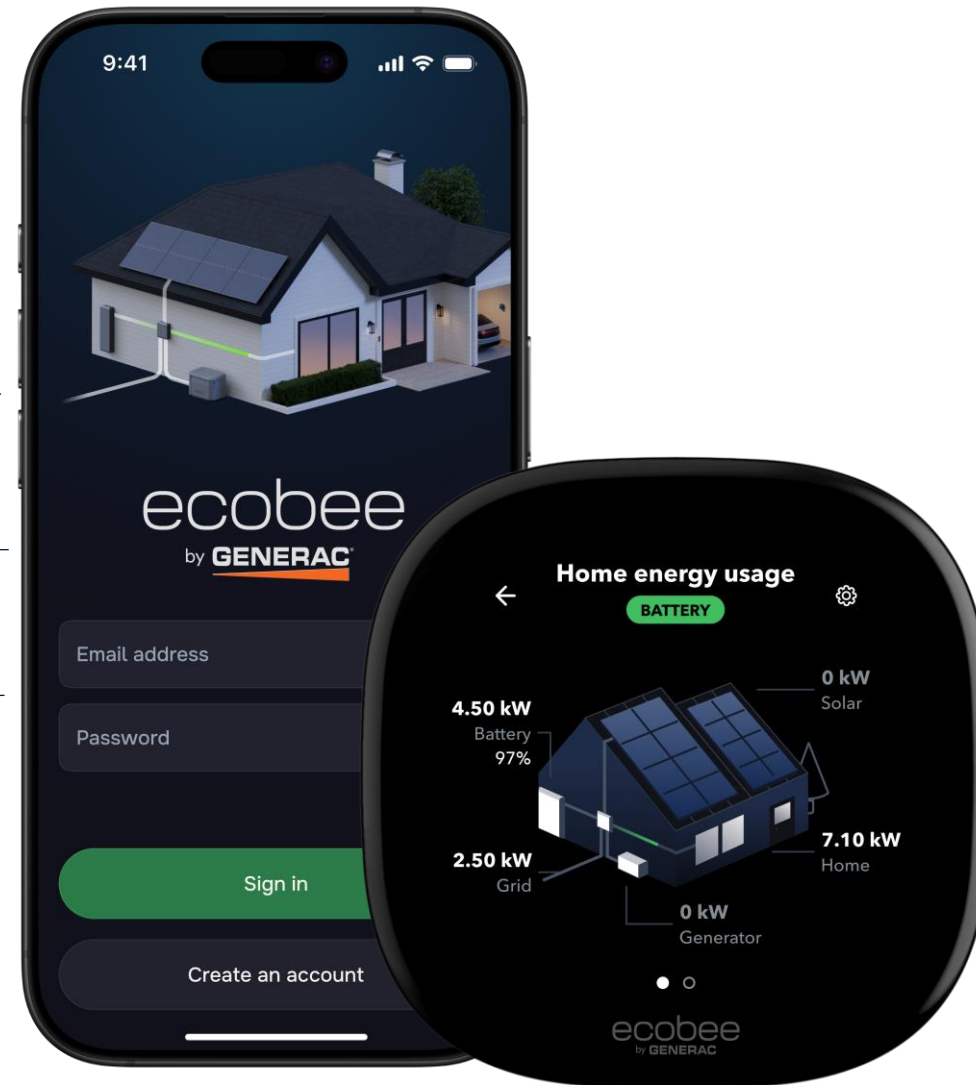 9:41
ecobee
by GENERAC
Email address
Password
Sign in
Create an account
Home energy usage
BATTERY
0 kW
Solar
4.50 kW
Battery
97%
7.10 kW
Home
2.50 kW
Grid
0 kW
Generator
ecobee
by GENERAC